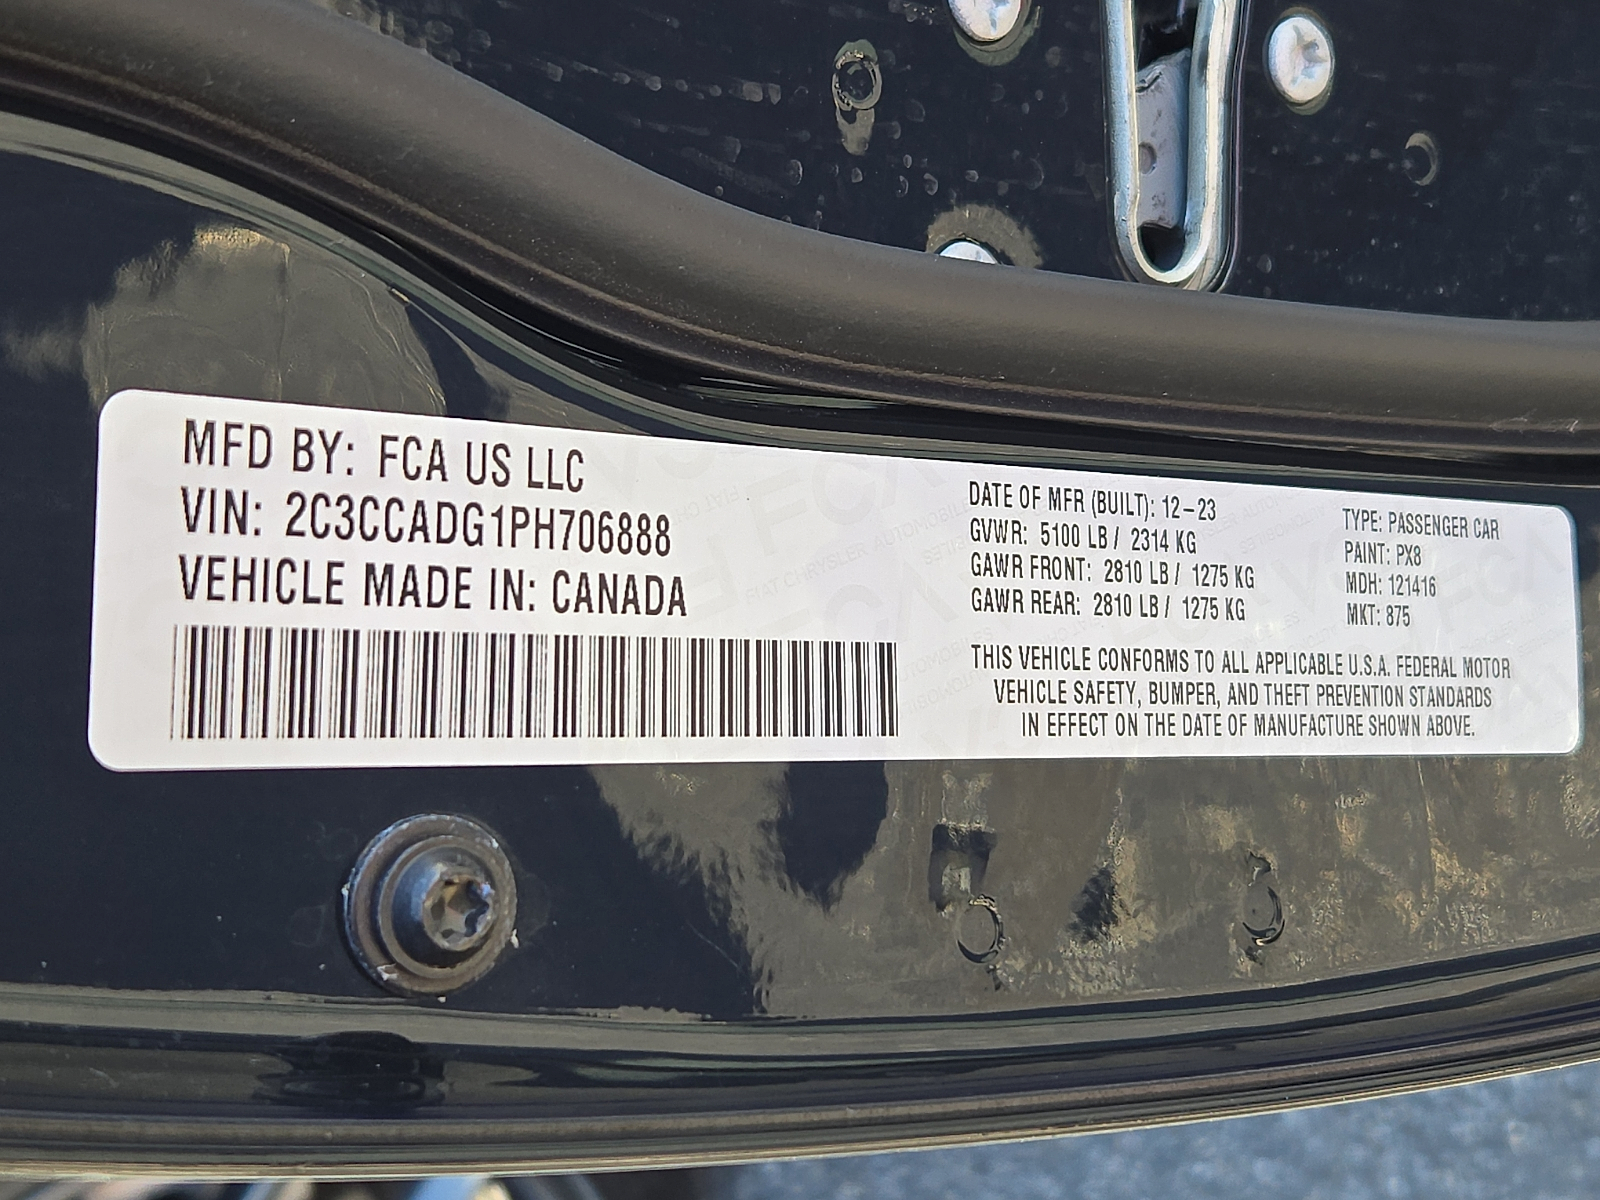 MFD BY: FCA US LLC
VIN: 2C3CCADG1PH706888
VEHICLE MADE IN: CANADA
DATE OF MFR (BUILT): 12-23
GVWR: 5100 LB / 2314 KG
GAWR FRONT: 2810 LB / 1275 KG
GAWR REAR: 2810 LB / 1275 KG
TYPE: PASSENGER CAR
PAINT: PX8
MDH: 121416
MKT: 875
THIS VEHICLE CONFORMS TO ALL APPLICABLE U.S.A. FEDERAL MOTOR
VEHICLE SAFETY, BUMPER, AND THEFT PREVENTION STANDARDS
IN EFFECT ON THE DATE OF MANUFACTURE SHOWN ABOVE.